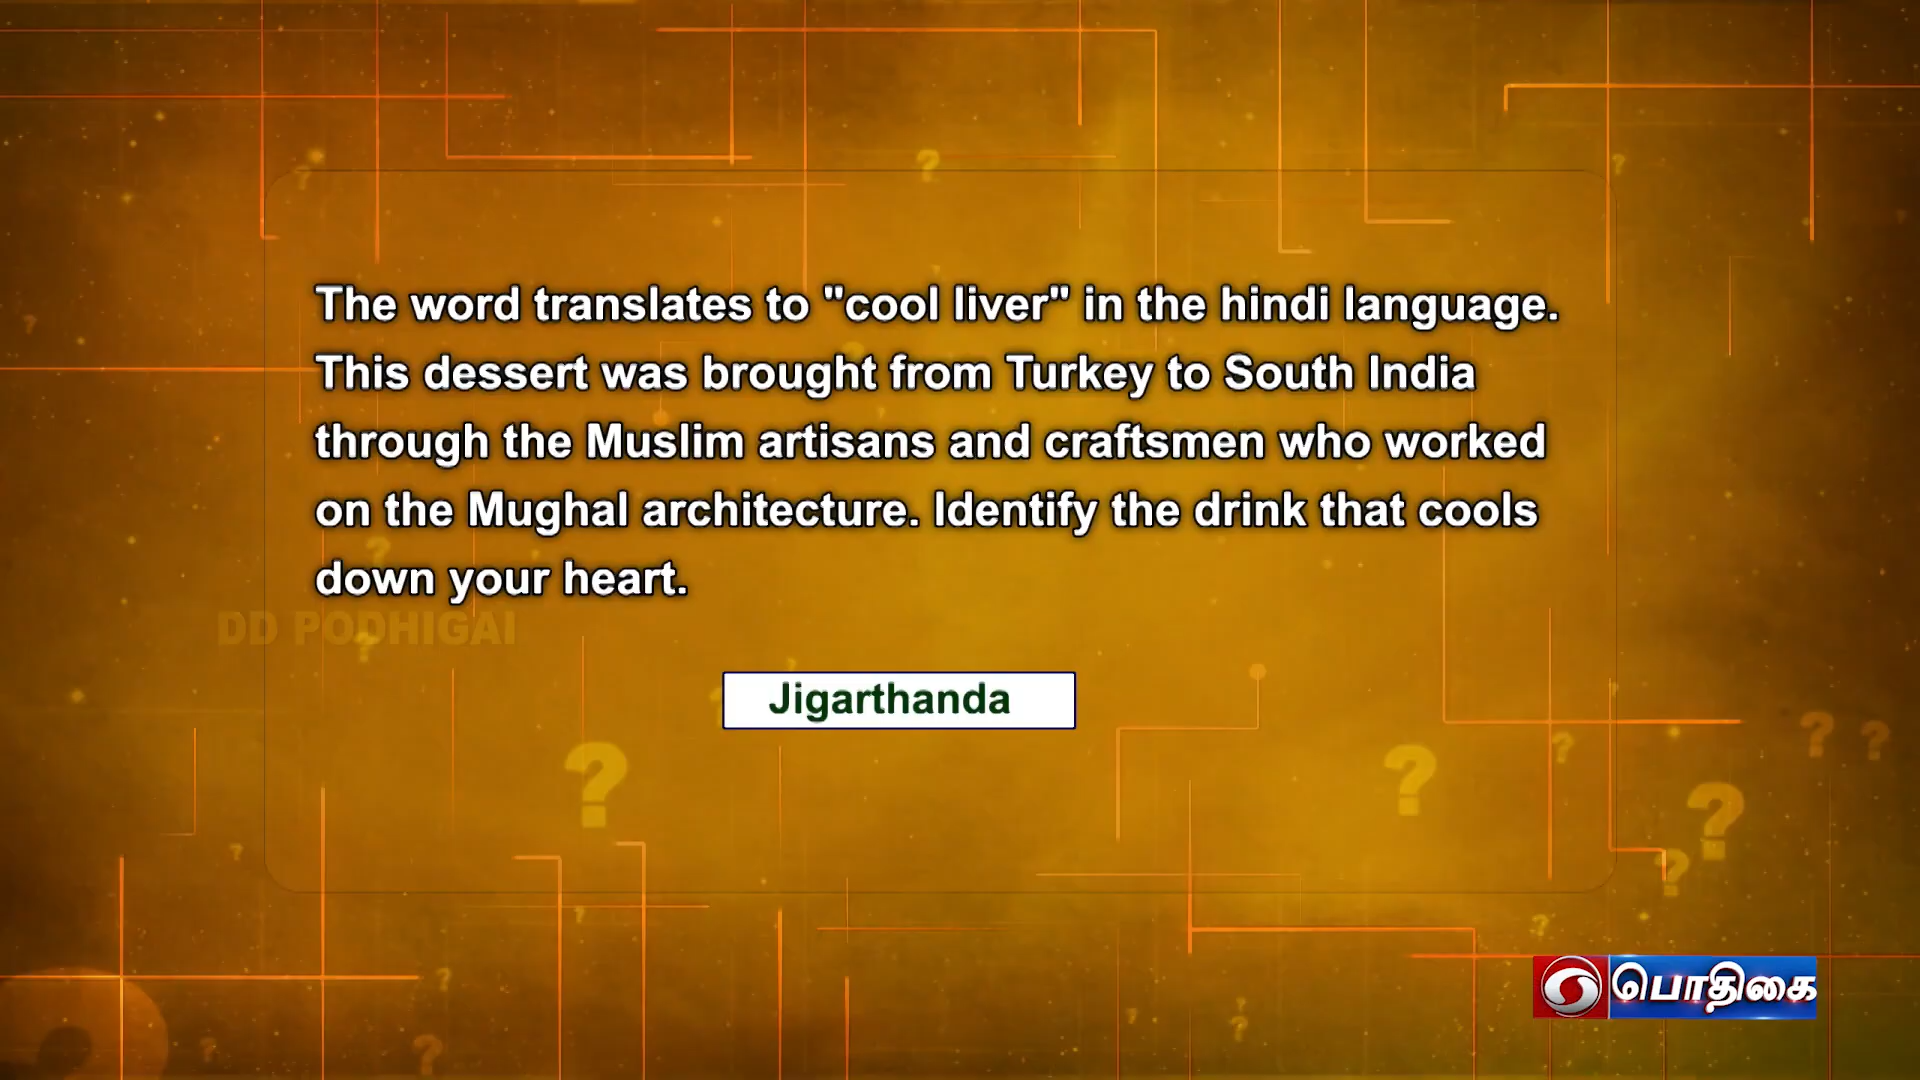 The word translates to "cool liver" in the hindi language.
This dessert was brought from Turkey to South India
through the Muslim artisans and craftsmen who worked
on the Mughal architecture. Identify the drink that cools
down your heart.
DD PODHIGAI
Jigarthanda
பொதிகை